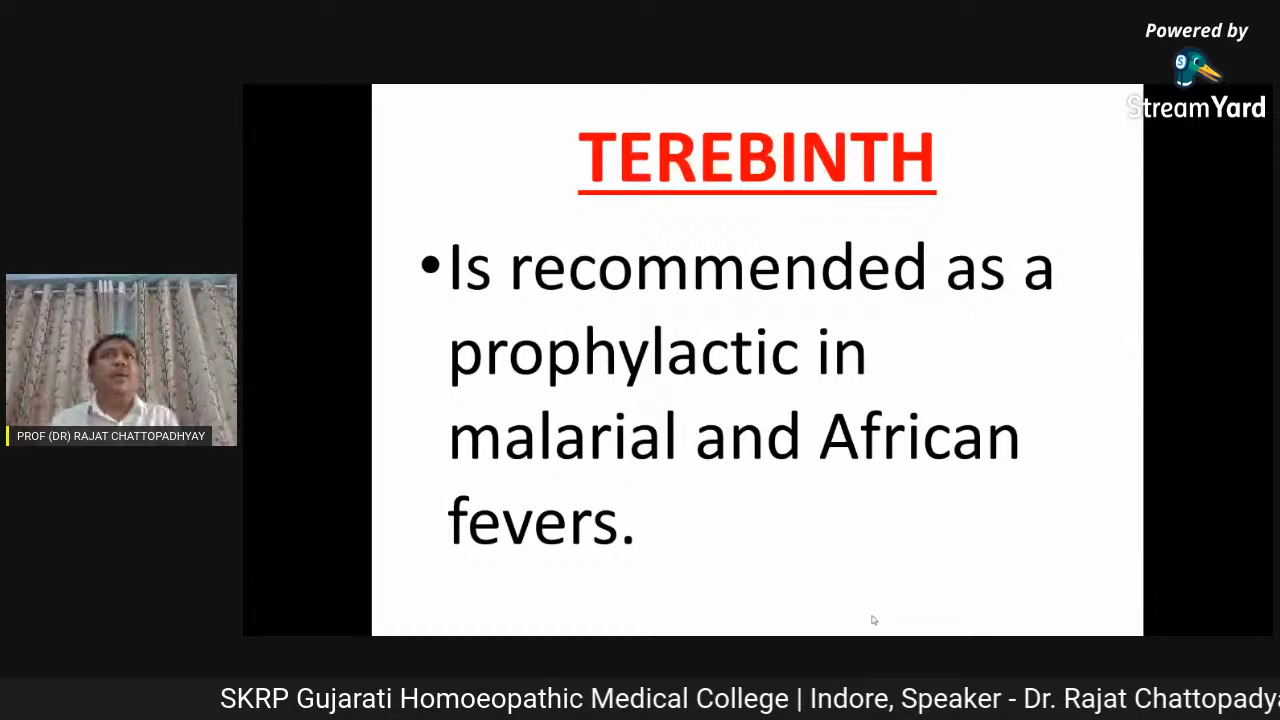 Powered by
StreamYard
TEREBINTH
•Is recommended as a
prophylactic in
malarial and African
fevers.
PROF (DR) RAJAT CHATTOPADHYAY
SKRP Gujarati Homoeopathic Medical College | Indore, Speaker - Dr. Rajat Chattopadya